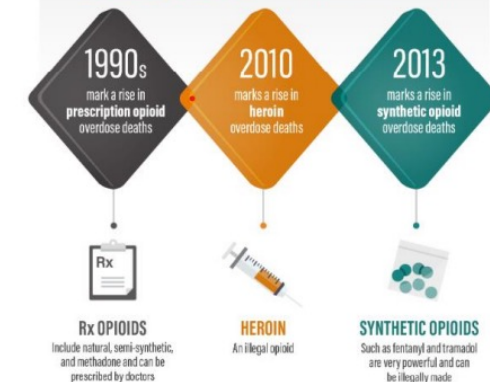 1990s
mark a rise in
prescription opioid
overdose deaths
2010
marks a rise in
heroin
overdose deaths
2013
marks a rise in
synthetic opioid
overdose deaths
Rx
Rx OPIOIDS
Include natural, semi-synthetic,
and methadone and can be
prescribed by doctors
HEROIN
An illegal opioid
SYNTHETIC OPIOIDS
Such as fentanyl and tramadol
are very powerful and can
be illegally made